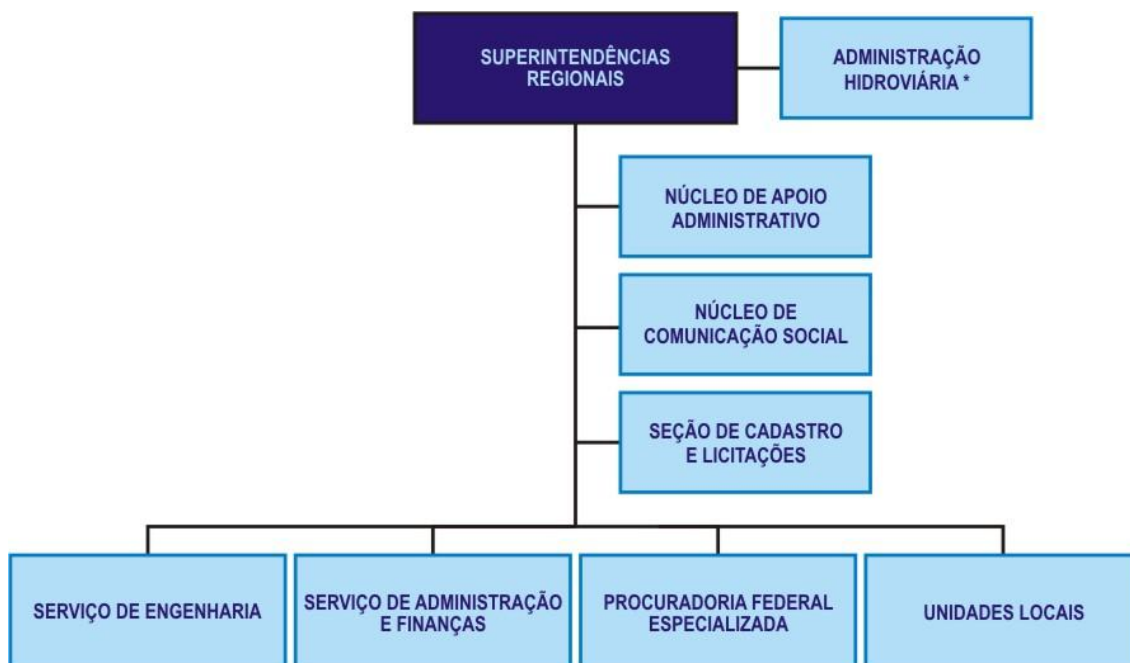 SUPERINTENDÊNCIAS
REGIONAIS
ADMINISTRAÇÃO
HIDROVIÁRIA *
NÚCLEO DE APOIO
ADMINISTRATIVO
NÚCLEO DE
COMUNICAÇÃO SOCIAL
SEÇÃO DE CADASTRO
E LICITAÇÕES
SERVIÇO DE ENGENHARIA
SERVIÇO DE ADMINISTRAÇÃO
E FINANÇAS
PROCURADORIA FEDERAL
ESPECIALIZADA
UNIDADES LOCAIS